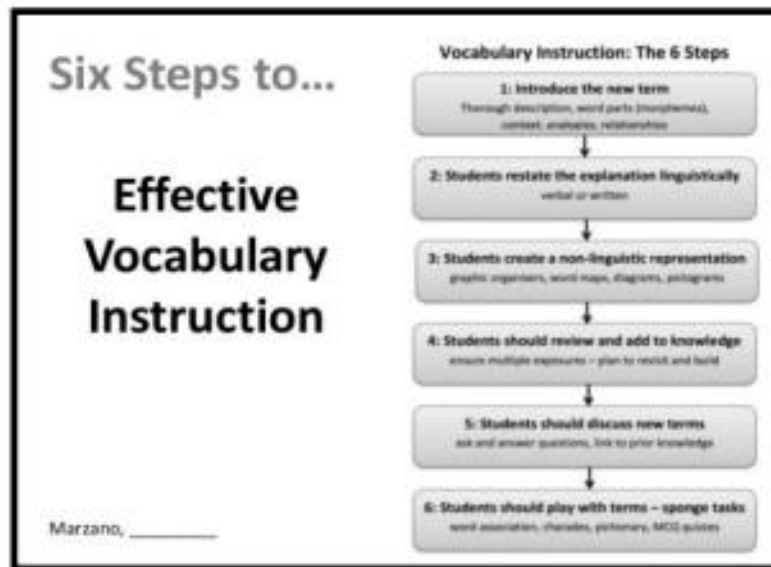 Six Steps to...
Effective
Vocabulary
Instruction
Marzano, _________
Vocabulary Instruction: The 6 Steps
1: Introduce the new term
Thorough description, word parts (morphemes),
context, analogies, relationships
2: Students restate the explanation linguistically
verbal or written
3: Students create a non-linguistic representation
graphic organisers, word maps, diagrams, pictograms
4: Students should review and add to knowledge
ensure multiple exposures – plan to revisit and build
5: Students should discuss new terms
ask and answer questions, link to prior knowledge
6: Students should play with terms – sponge tasks
word association, charades, pictionary, MCQ quizzes